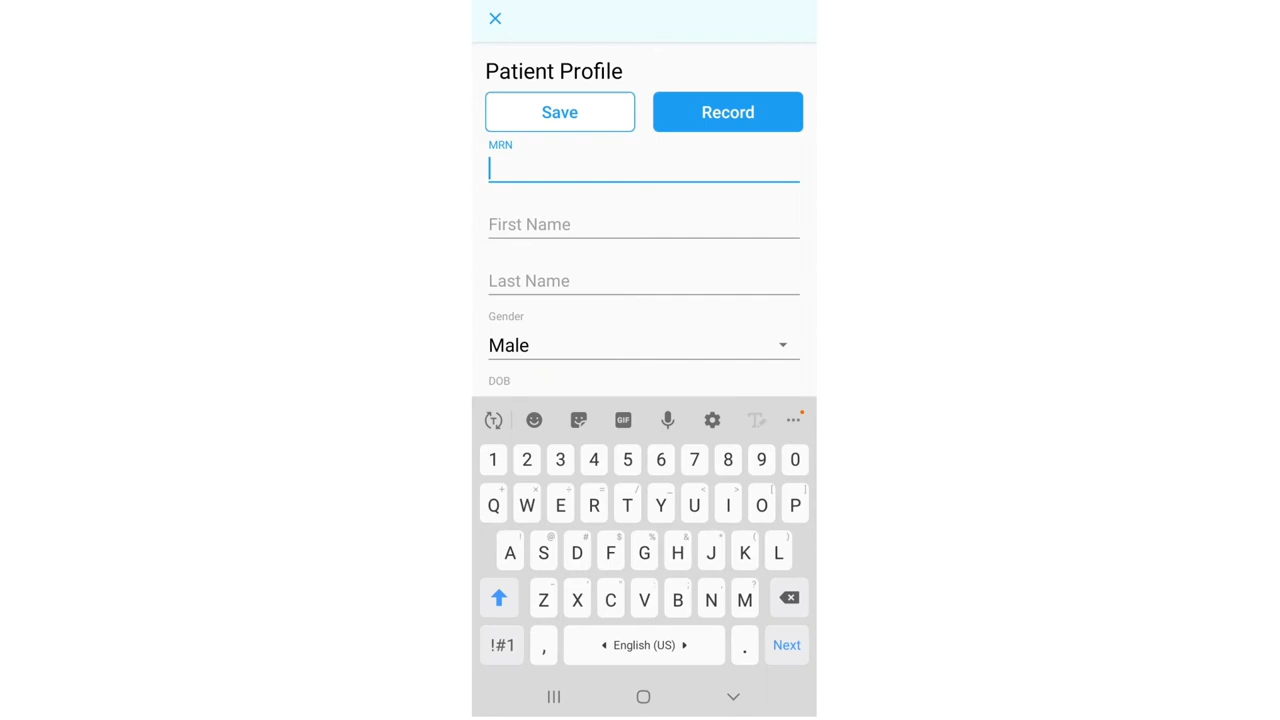 Patient Profile
Save Record
MRN
First Name
Last Name
Gender
Male
DOB
GIF
1 2 3 4 5 6 7 8 9 0
+ × ÷ = / _ < > [ ]
Q W E R T Y U I O P
! @ # $ % ^ & * ( )
A S D F G H J K L
- ' " : ; , ?
Z X C V B N M
!#1 , English (US) . Next